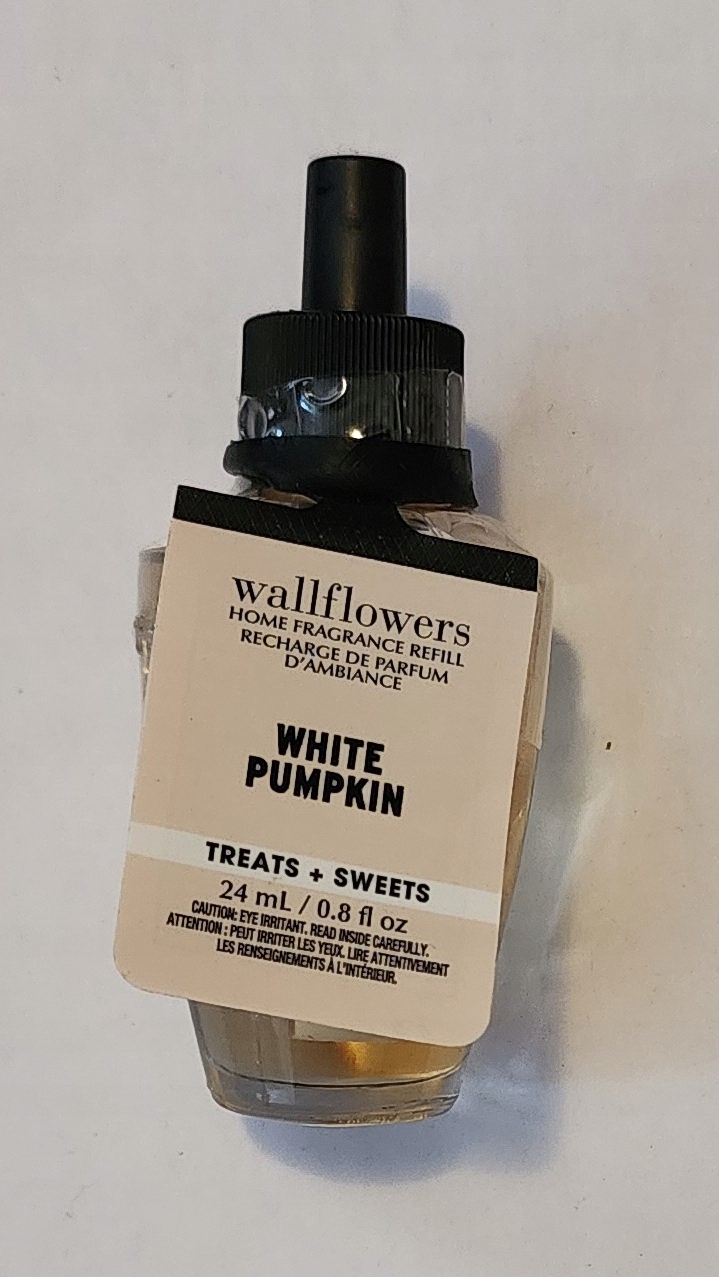 wallflowers
HOME FRAGRANCE REFILL
RECHARGE DE PARFUM
D'AMBIANCE
WHITE
PUMPKIN
TREATS + SWEETS
24 mL / 0.8 fl oz
CAUTION: EYE IRRITANT. READ INSIDE CAREFULLY.
ATTENTION : PEUT IRRITER LES YEUX. LIRE ATTENTIVEMENT
LES RENSEIGNEMENTS À L'INTÉRIEUR.